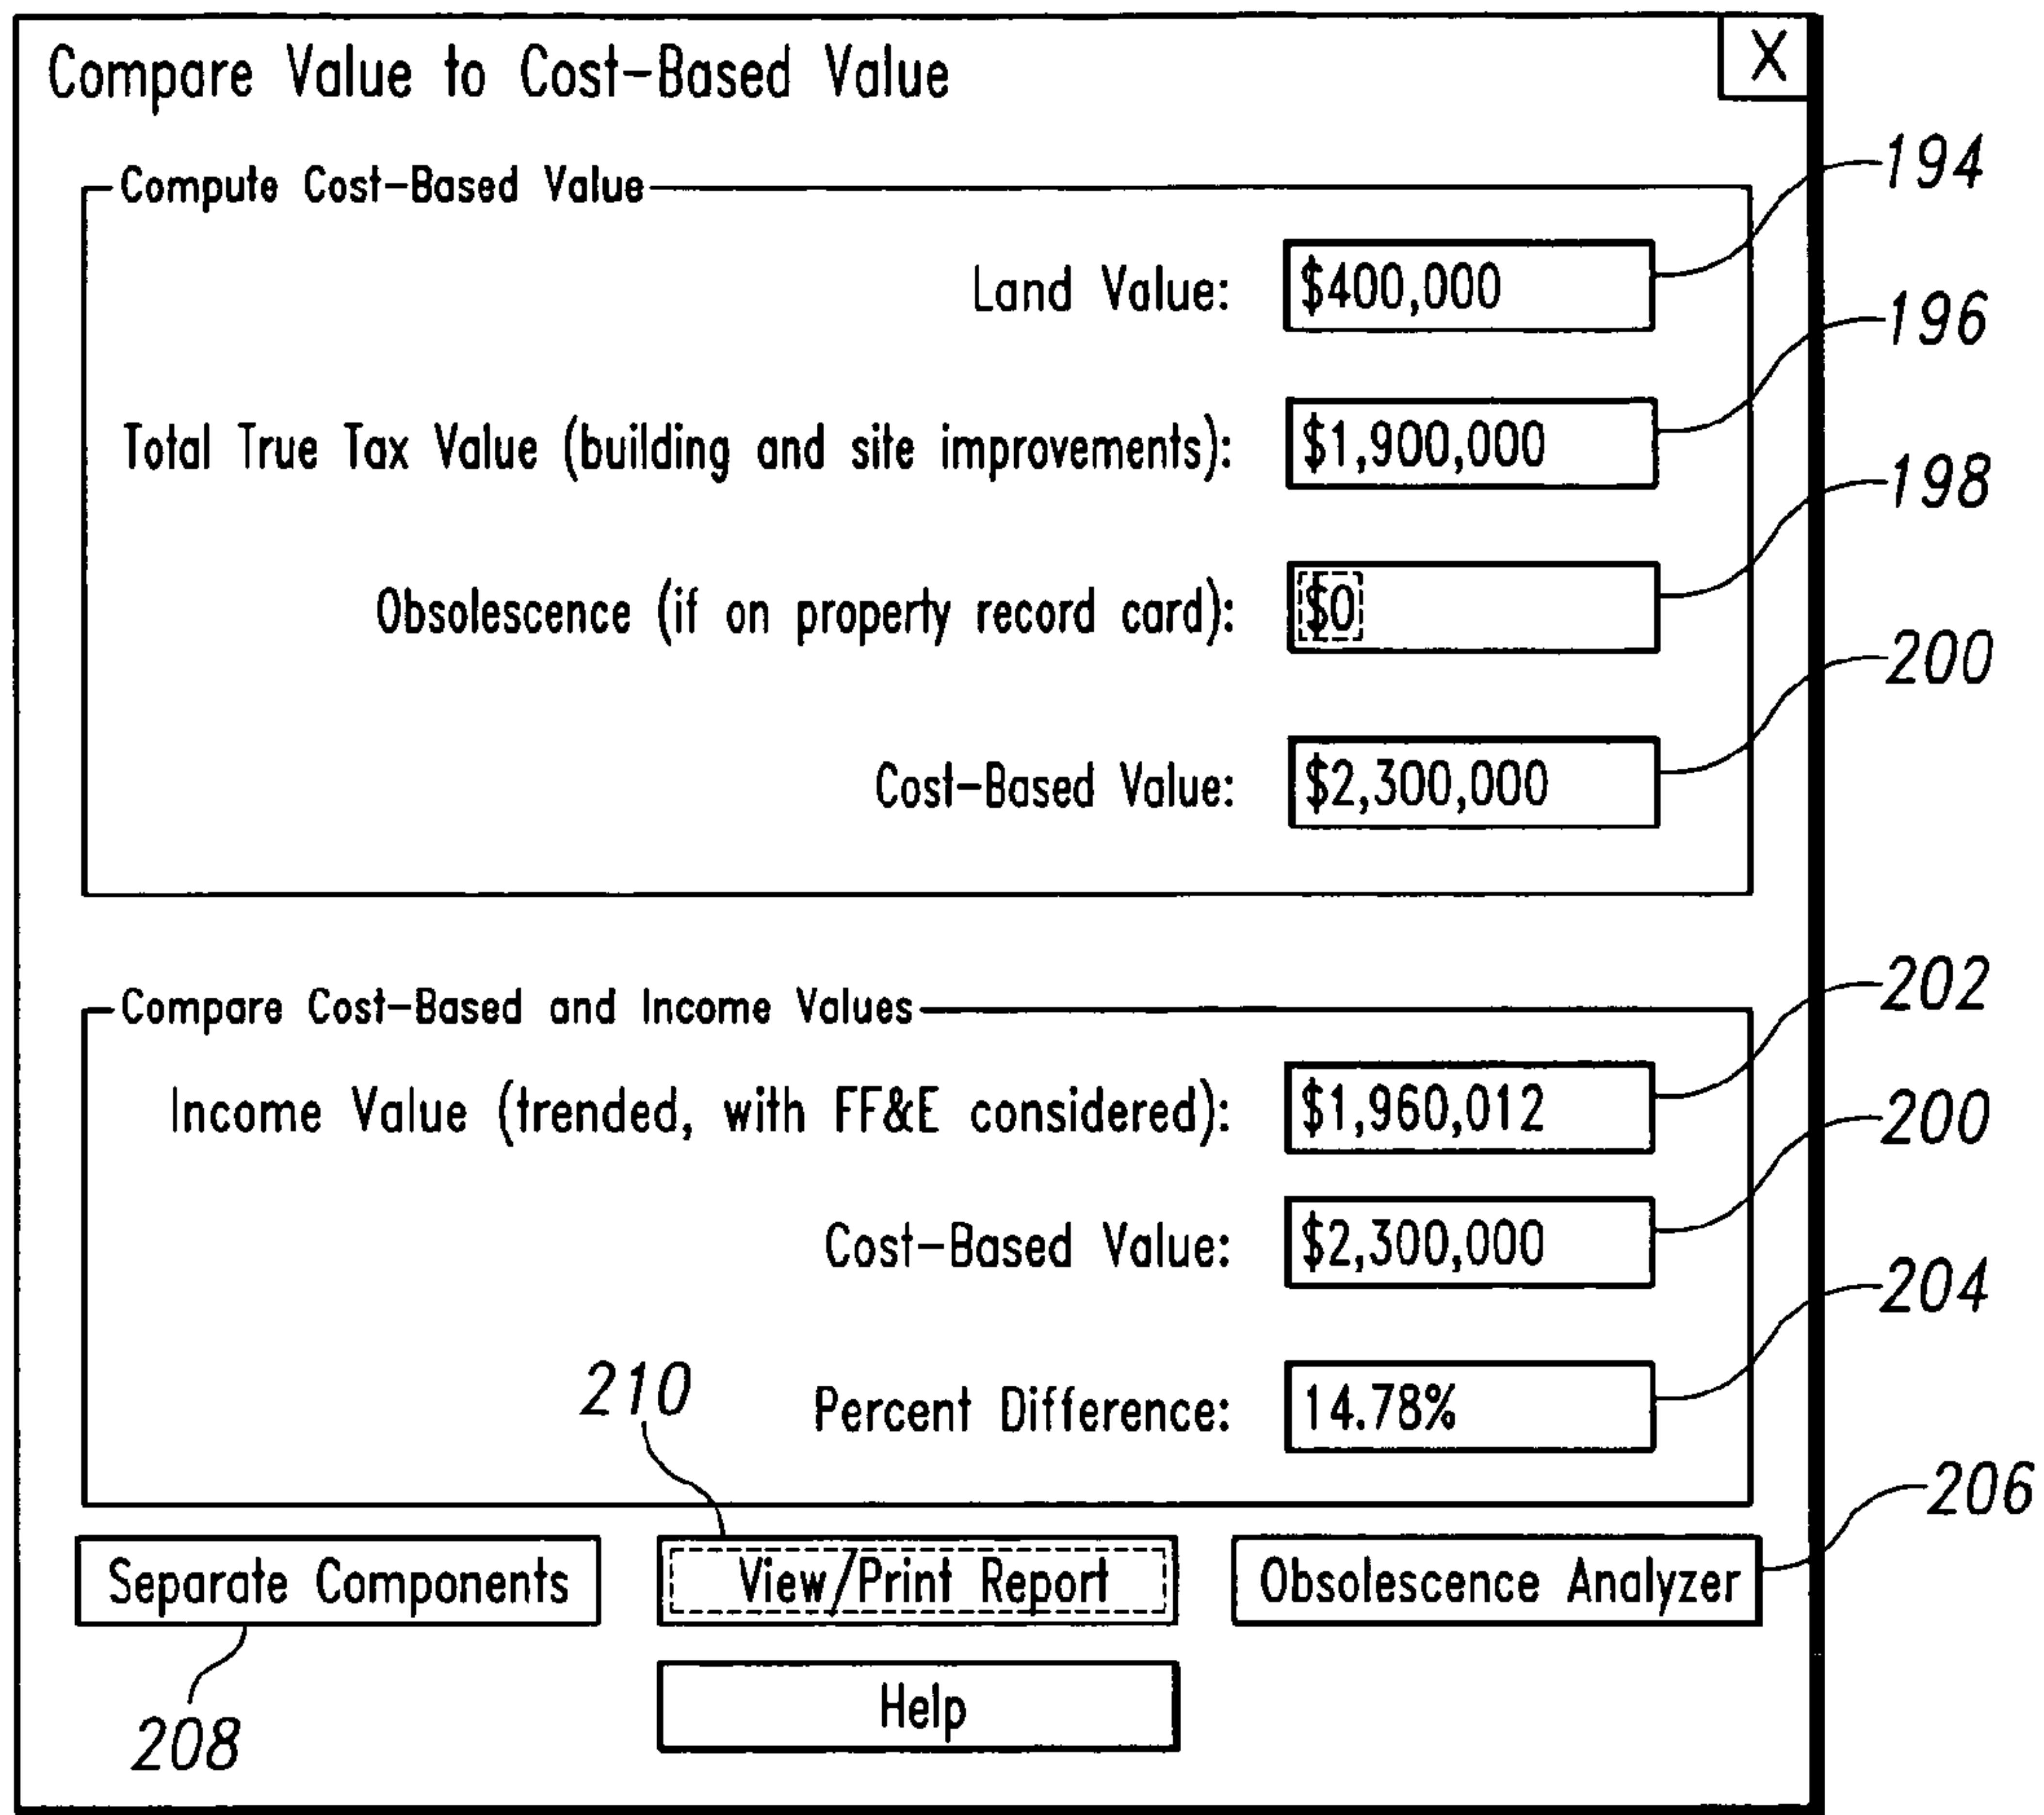 Compare Value to Cost-Based Value X
Compute Cost-Based Value
194
Land Value: $400,000
196
Total True Tax Value (building and site improvements): $1,900,000
198
Obsolescence (if on property record card): $0
200
Cost-Based Value: $2,300,000
Compare Cost-Based and Income Values
202
Income Value (trended, with FF&E considered): $1,960,012
200
Cost-Based Value: $2,300,000
204
210
Percent Difference: 14.78%
206
Separate Components View/Print Report Obsolescence Analyzer
208
Help